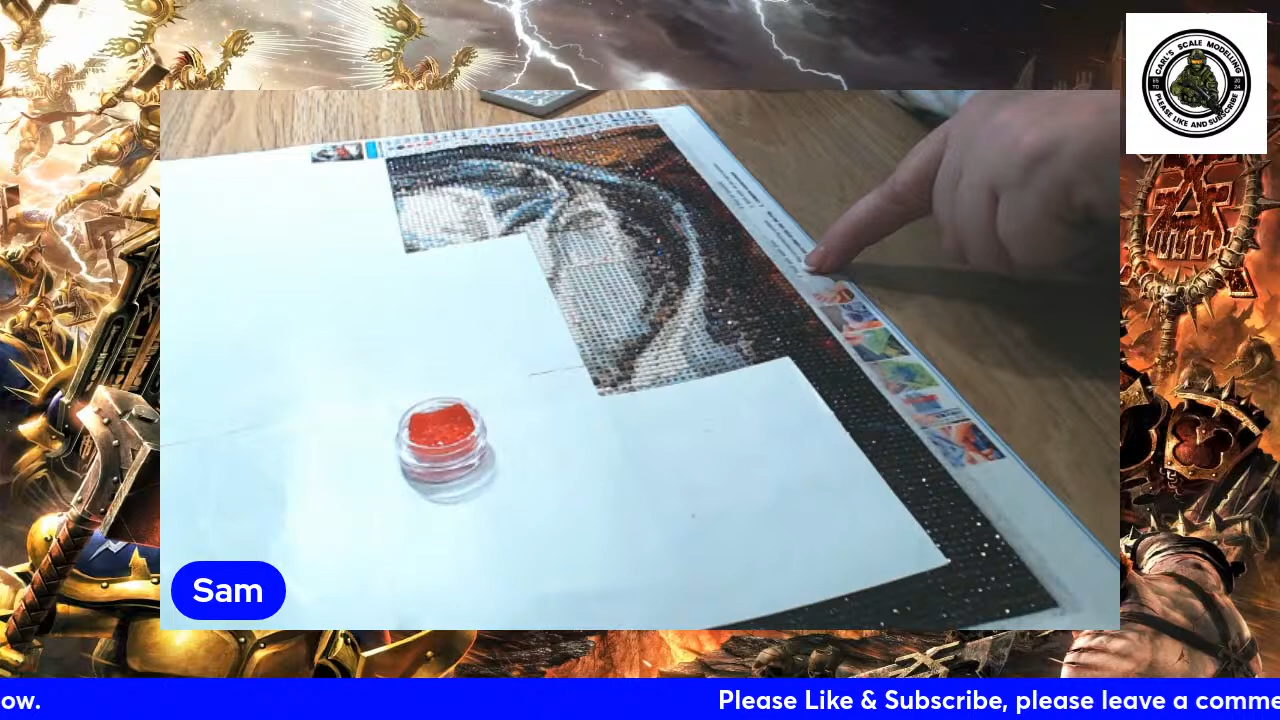 CARL'S SCALE MODELLING
PLEASE LIKE AND SUBSCRIBE
Sam
ow.
Please Like & Subscribe, please leave a comme